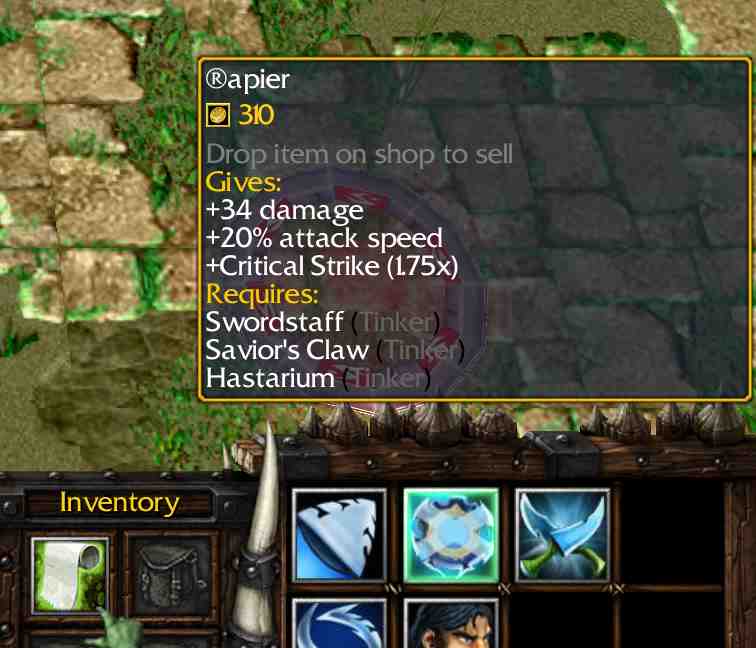 ®apier
310
Drop item on shop to sell
Gives:
+34 damage
+20% attack speed
+Critical Strike (1.75x)
Requires:
Swordstaff (Tinker)
Savior's Claw (Tinker)
Hastarium (Tinker)
Inventory